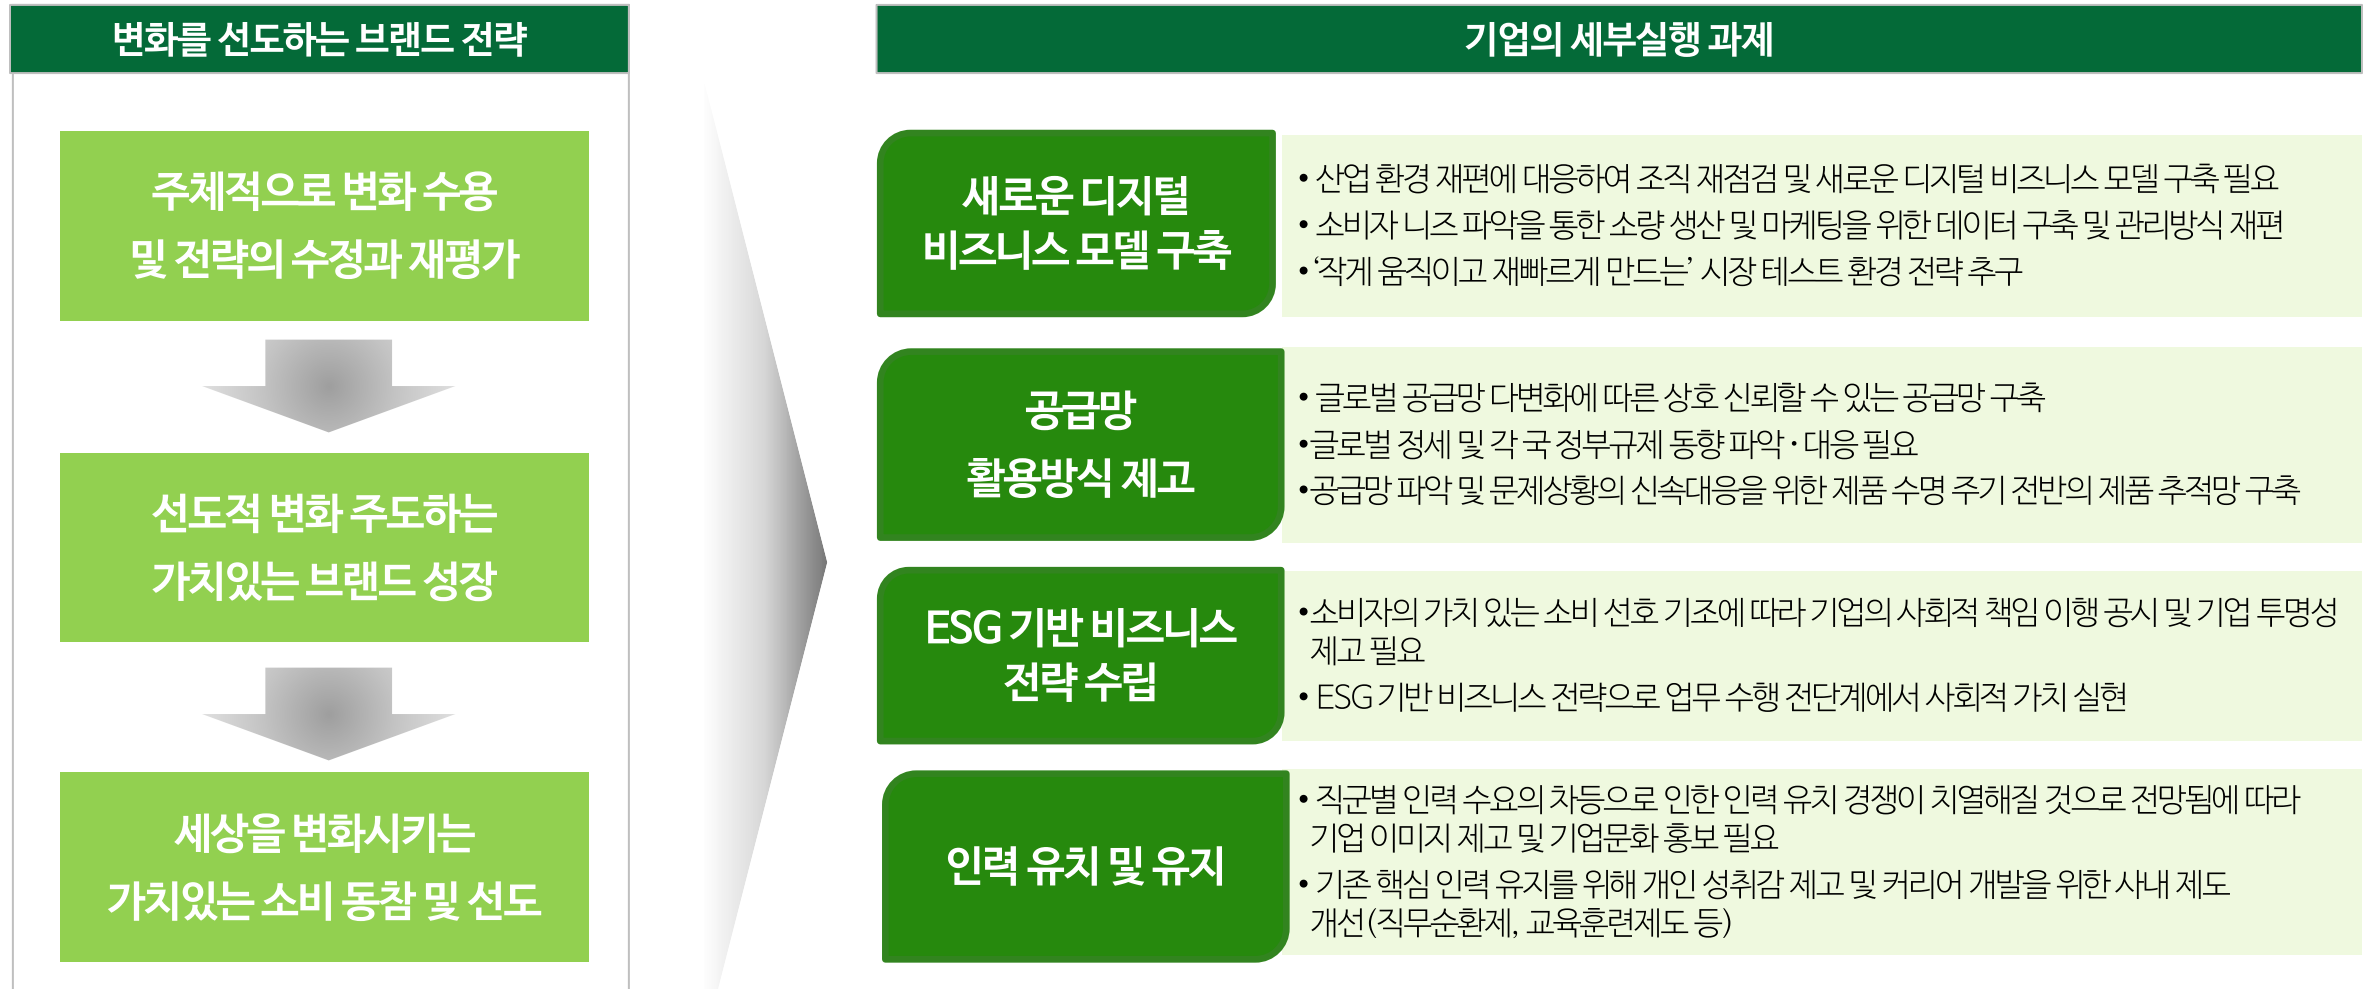 변화를 선도하는 브랜드 전략
주체적으로 변화 수용
및 전략의 수정과 재평가
선도적 변화 주도하는
가치있는 브랜드 성장
세상을 변화시키는
가치있는 소비 동참 및 선도
기업의 세부실행 과제
새로운 디지털
비즈니스 모델 구축
• 산업 환경 재편에 대응하여 조직 재점검 및 새로운 디지털 비즈니스 모델 구축 필요
• 소비자 니즈 파악을 통한 소량 생산 및 마케팅을 위한 데이터 구축 및 관리방식 재편
• ‘작게 움직이고 재빠르게 만드는’ 시장 테스트 환경 전략 추구
공급망
활용방식 제고
• 글로벌 공급망 다변화에 따른 상호 신뢰할 수 있는 공급망 구축
•글로벌 정세 및 각 국 정부규제 동향 파악·대응 필요
•공급망 파악 및 문제상황의 신속대응을 위한 제품 수명 주기 전반의 제품 추적망 구축
ESG 기반 비즈니스
전략 수립
•소비자의 가치 있는 소비 선호 기조에 따라 기업의 사회적 책임 이행 공시 및 기업 투명성
제고 필요
• ESG 기반 비즈니스 전략으로 업무 수행 전단계에서 사회적 가치 실현
인력 유치 및 유지
• 직군별 인력 수요의 차등으로 인한 인력 유치 경쟁이 치열해질 것으로 전망됨에 따라
기업 이미지 제고 및 기업문화 홍보 필요
• 기존 핵심 인력 유지를 위해 개인 성취감 제고 및 커리어 개발을 위한 사내 제도
개선(직무순환제, 교육훈련제도 등)